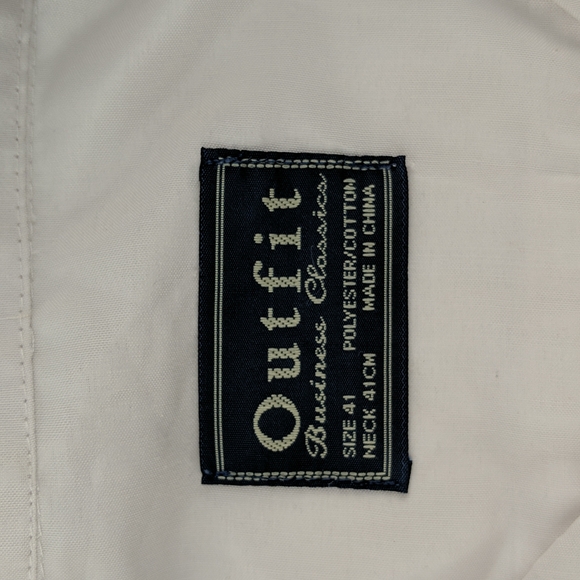 Outfit
Business Classics
SIZE 41 POLYESTER/COTTON
NECK 41CM MADE IN CHINA